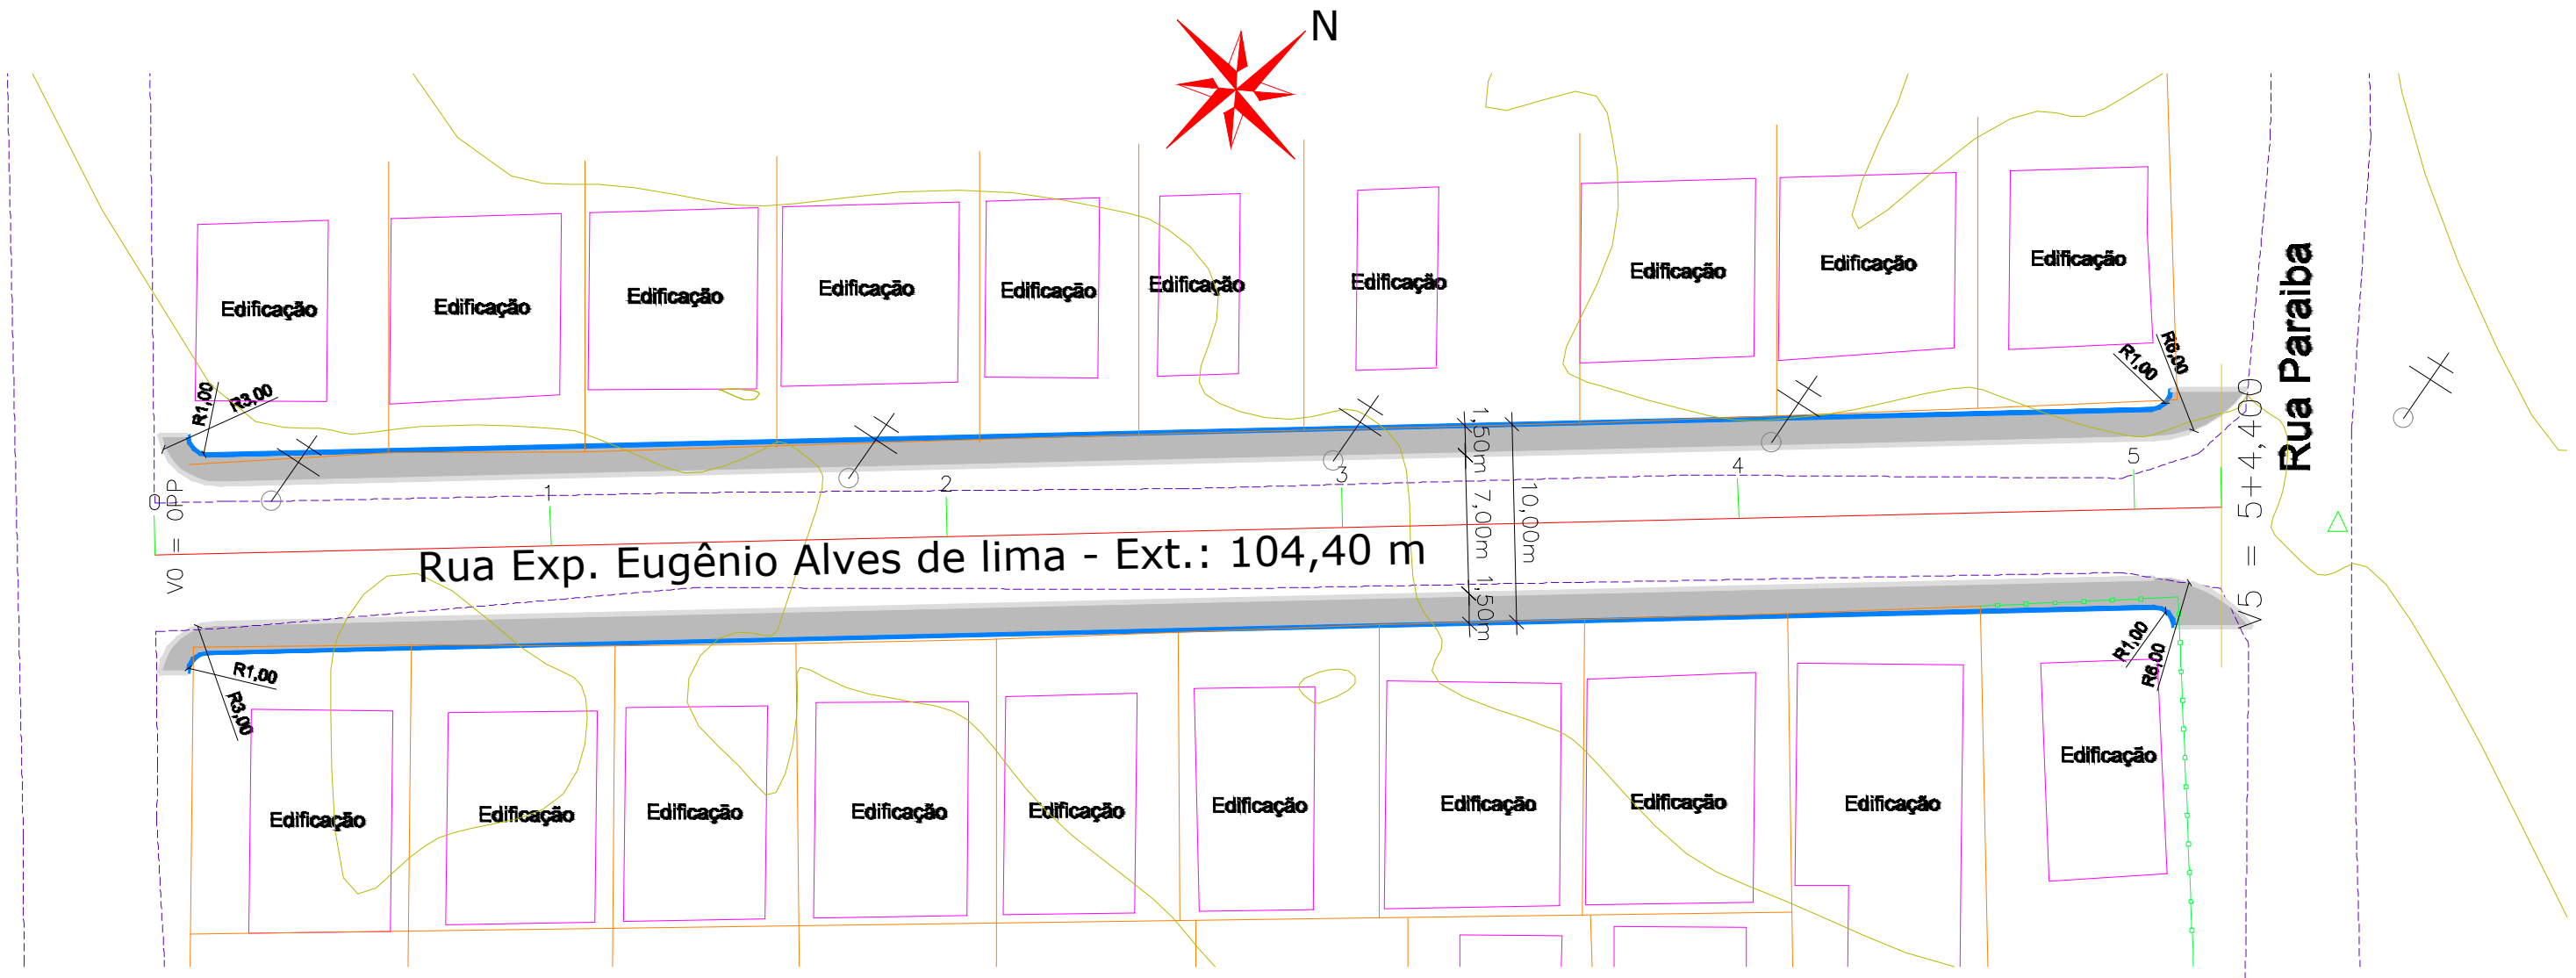 N
Edificação
Edificação
Edificação
Edificação
Edificação
Edificação
Edificação
Edificação
Edificação
Edificação
Rua Paraiba
R1,00
R3,00
R1,00
R6,00
0
1
2
3
4
5
V0 = 0PP
V5 = 5+4,400
1,50m
7,00m
1,50m
10,00m
Rua Exp. Eugênio Alves de lima - Ext.: 104,40 m
R1,00
R3,00
R1,00
R6,00
Edificação
Edificação
Edificação
Edificação
Edificação
Edificação
Edificação
Edificação
Edificação
Edificação